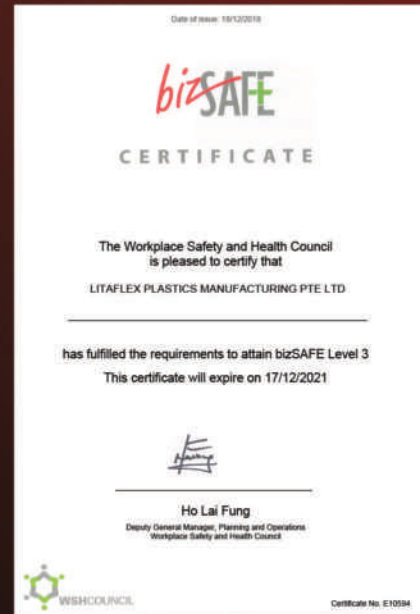 Date of issue: 18/12/2018
bizSAFE
CERTIFICATE
The Workplace Safety and Health Council
is pleased to certify that
LITAFLEX PLASTICS MANUFACTURING PTE LTD
has fulfilled the requirements to attain bizSAFE Level 3
This certificate will expire on 17/12/2021
Ho Lai Fung
Deputy General Manager, Planning and Operations
Workplace Safety and Health Council
WSHCOUNCIL
Certificate No. E10594